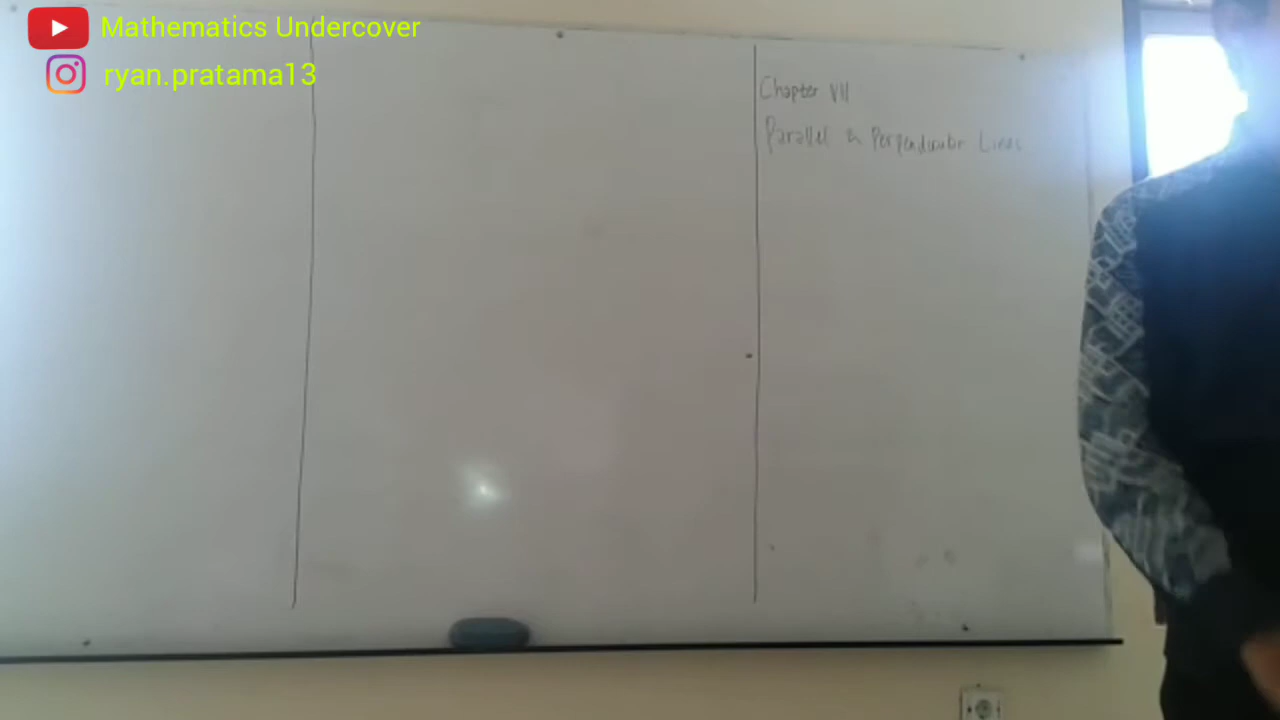 Mathematics Undercover
ryan.pratama13
Chapter VII
Parallel & Perpendicular Lines